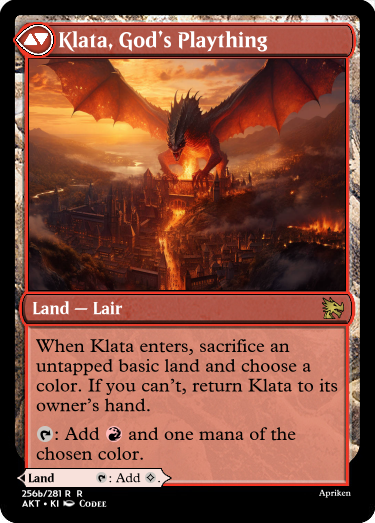 Klata, God's Plaything
Land — Lair
When Klata enters, sacrifice an
untapped basic land and choose a
color. If you can't, return Klata to its
owner's hand.
: Add and one mana of the
chosen color.
Land : Add .
256b/281 R R
Apriken
AKT • KI Codee